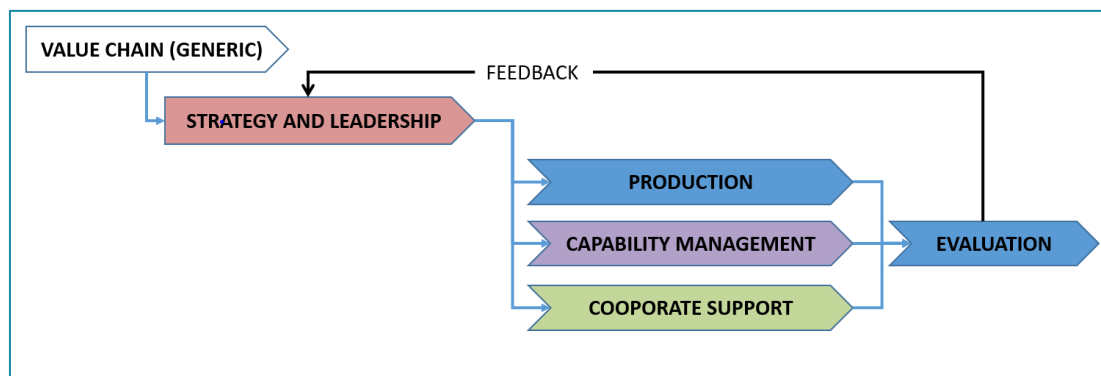 VALUE CHAIN (GENERIC)
FEEDBACK
STRATEGY AND LEADERSHIP
PRODUCTION
CAPABILITY MANAGEMENT
EVALUATION
COOPORATE SUPPORT